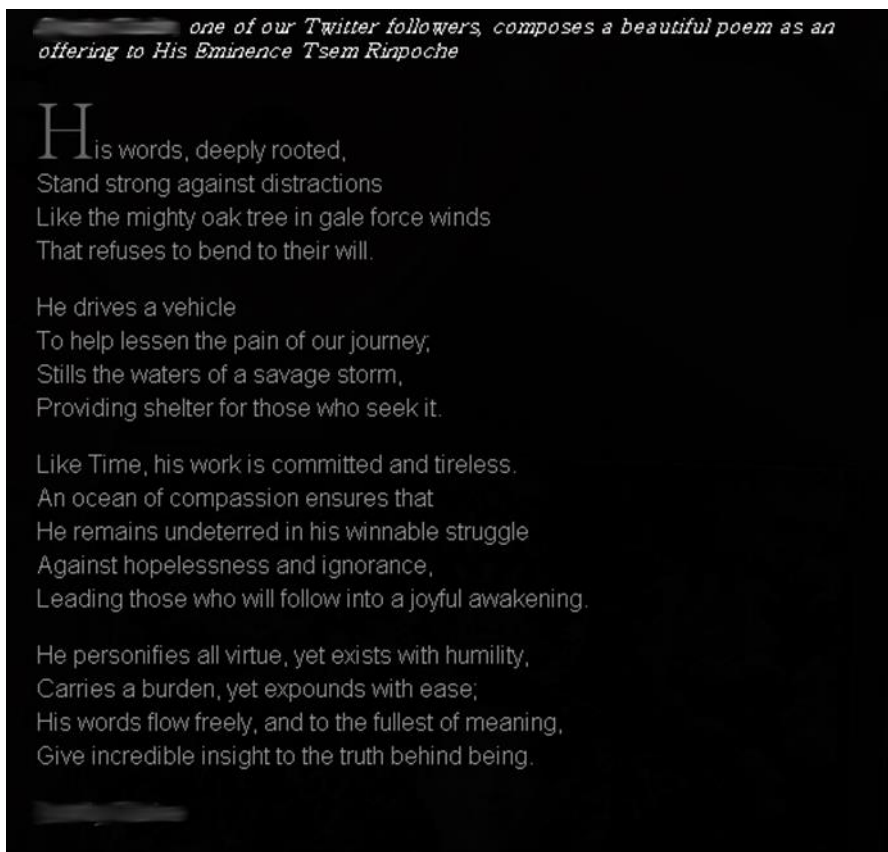 one of our Twitter followers, composes a beautiful poem as an
offering to His Eminence Tsem Rinpoche
His words, deeply rooted,
Stand strong against distractions
Like the mighty oak tree in gale force winds
That refuses to bend to their will.
He drives a vehicle
To help lessen the pain of our journey;
Stills the waters of a savage storm,
Providing shelter for those who seek it.
Like Time, his work is committed and tireless.
An ocean of compassion ensures that
He remains undeterred in his winnable struggle
Against hopelessness and ignorance,
Leading those who will follow into a joyful awakening.
He personifies all virtue, yet exists with humility,
Carries a burden, yet expounds with ease;
His words flow freely, and to the fullest of meaning,
Give incredible insight to the truth behind being.